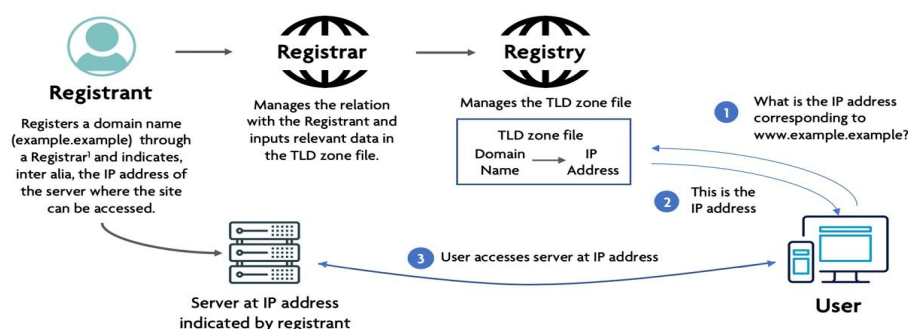 Registrant
Registers a domain name
(example.example) through
a Registrar¹ and indicates,
inter alia, the IP address of
the server where the site
can be accessed.
Registrar
Manages the relation
with the Registrant and
inputs relevant data in
the TLD zone file.
Registry
Manages the TLD zone file
TLD zone file
Domain
Name
IP
Address
1
What is the IP address
corresponding to
www.example.example?
2
This is the
IP address
3
User accesses server at IP address
Server at IP address
indicated by registrant
User